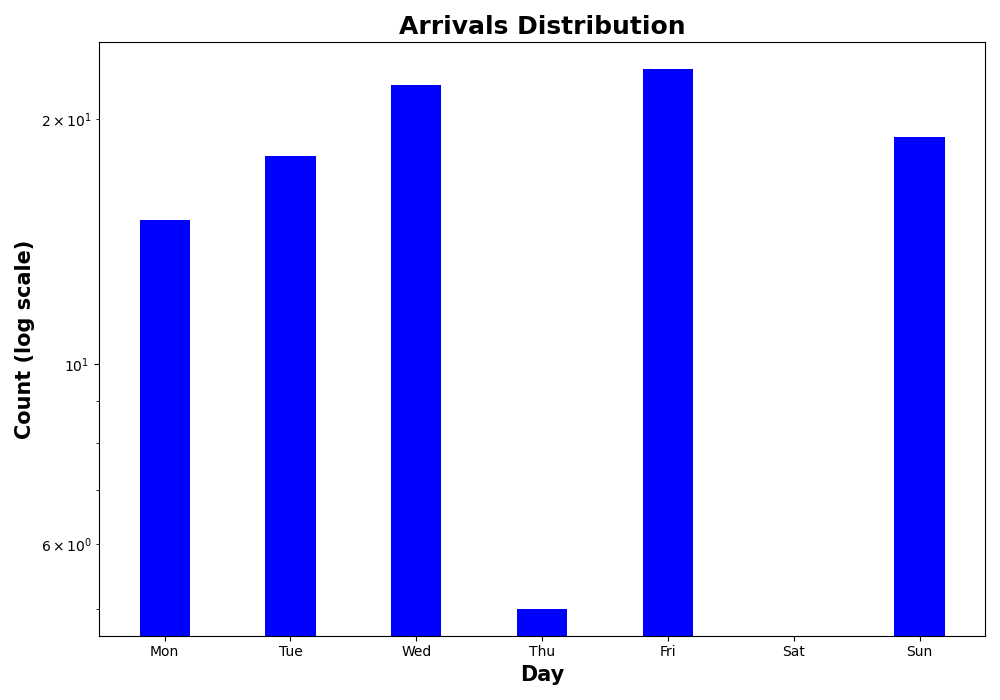 Arrivals Distribution
Count (log scale)
2 × 10¹
10¹
6 × 10⁰
Mon Tue Wed Thu Fri Sat Sun
Day